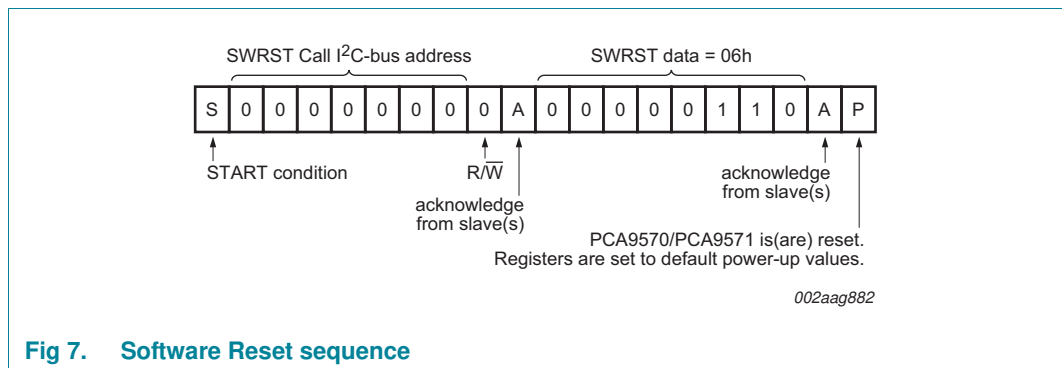 SWRST Call I²C-bus address SWRST data = 06h
S 0 0 0 0 0 0 0 0 A 0 0 0 0 0 1 1 0 A P
START condition R/W̅ acknowledge
from slave(s)
acknowledge
from slave(s)
PCA9570/PCA9571 is(are) reset.
Registers are set to default power-up values.
002aag882
Fig 7. Software Reset sequence